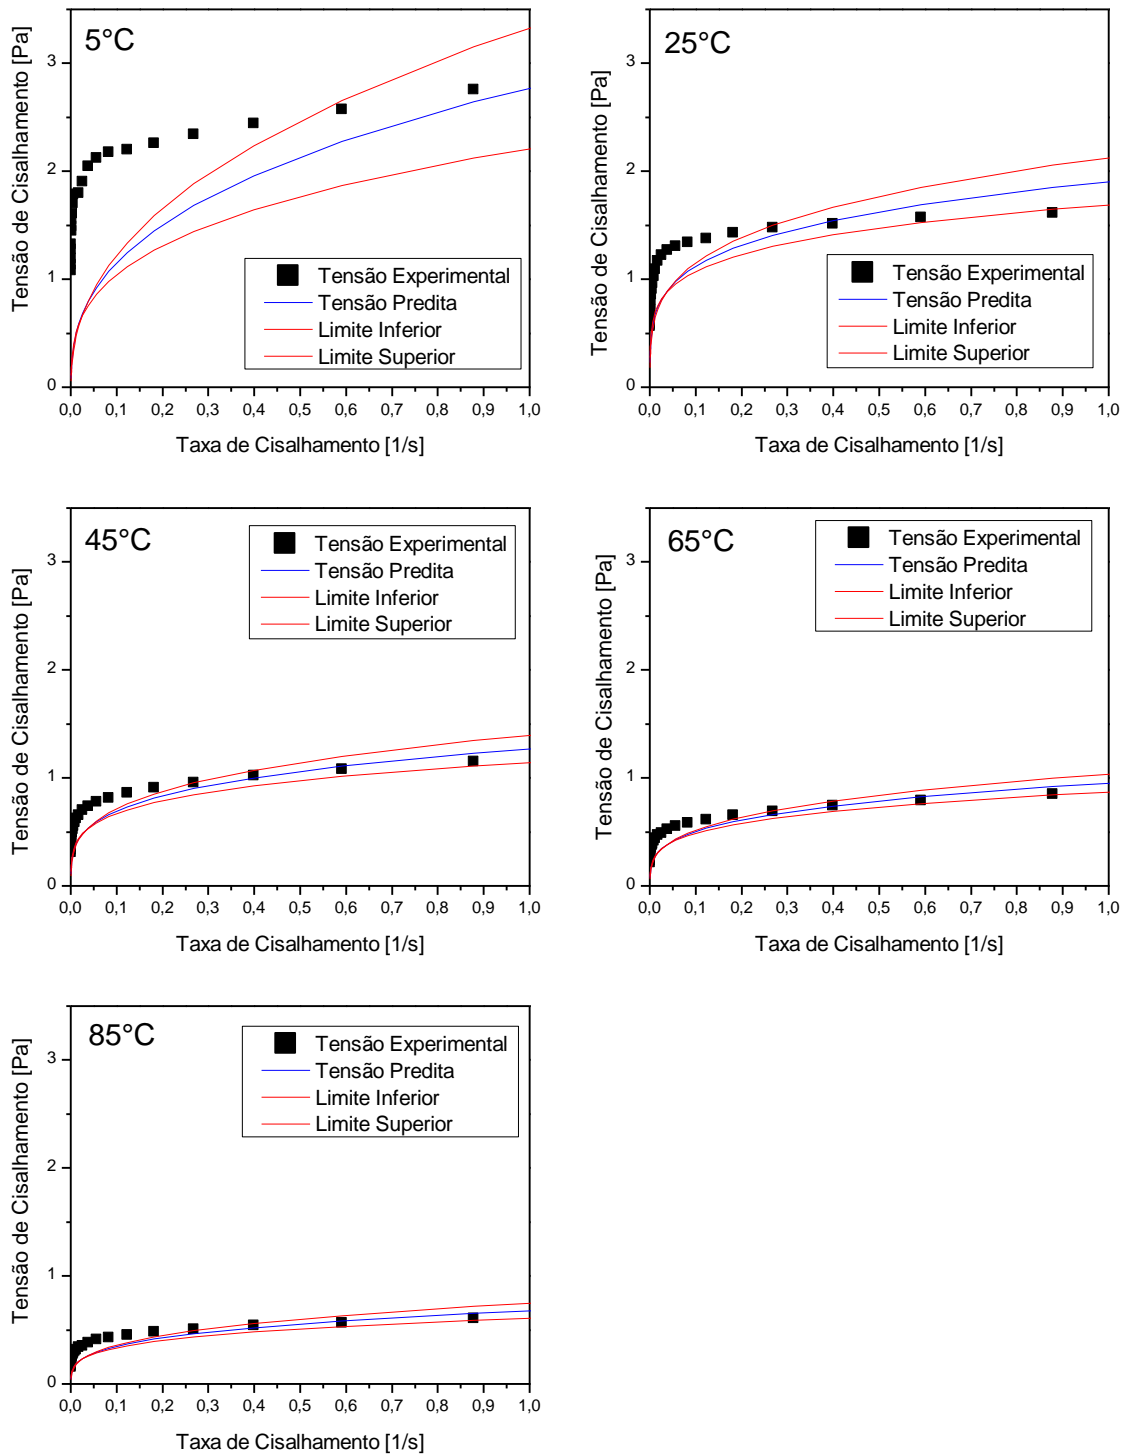 5°C
Tensão de Cisalhamento [Pa]
3
2
1
0
Tensão Experimental
Tensão Predita
Limite Inferior
Limite Superior
0,0 0,1 0,2 0,3 0,4 0,5 0,6 0,7 0,8 0,9 1,0
Taxa de Cisalhamento [1/s]
25°C
Tensão de Cisalhamento [Pa]
3
2
1
0
Tensão Experimental
Tensão Predita
Limite Inferior
Limite Superior
0,0 0,1 0,2 0,3 0,4 0,5 0,6 0,7 0,8 0,9 1,0
Taxa de Cisalhamento [1/s]
45°C
Tensão de Cisalhamento [Pa]
3
2
1
0
Tensão Experimental
Tensão Predita
Limite Inferior
Limite Superior
0,0 0,1 0,2 0,3 0,4 0,5 0,6 0,7 0,8 0,9 1,0
Taxa de Cisalhamento [1/s]
65°C
Tensão de Cisalhamento [Pa]
3
2
1
0
Tensão Experimental
Tensão Predita
Limite Inferior
Limite Superior
0,0 0,1 0,2 0,3 0,4 0,5 0,6 0,7 0,8 0,9 1,0
Taxa de Cisalhamento [1/s]
85°C
Tensão de Cisalhamento [Pa]
3
2
1
0
Tensão Experimental
Tensão Predita
Limite Inferior
Limite Superior
0,0 0,1 0,2 0,3 0,4 0,5 0,6 0,7 0,8 0,9 1,0
Taxa de Cisalhamento [1/s]